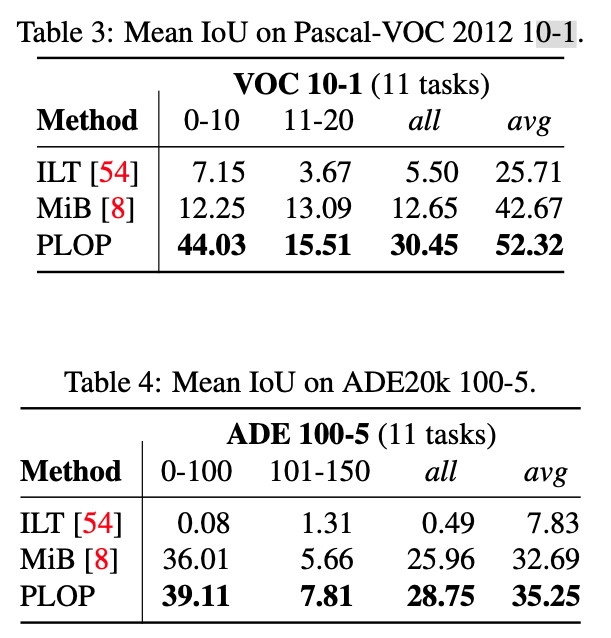 Table 3: Mean IoU on Pascal-VOC 2012 10-1.
VOC 10-1 (11 tasks)
Method 0-10 11-20 all avg
ILT [54] 7.15 3.67 5.50 25.71
MiB [8] 12.25 13.09 12.65 42.67
PLOP 44.03 15.51 30.45 52.32
Table 4: Mean IoU on ADE20k 100-5.
ADE 100-5 (11 tasks)
Method 0-100 101-150 all avg
ILT [54] 0.08 1.31 0.49 7.83
MiB [8] 36.01 5.66 25.96 32.69
PLOP 39.11 7.81 28.75 35.25